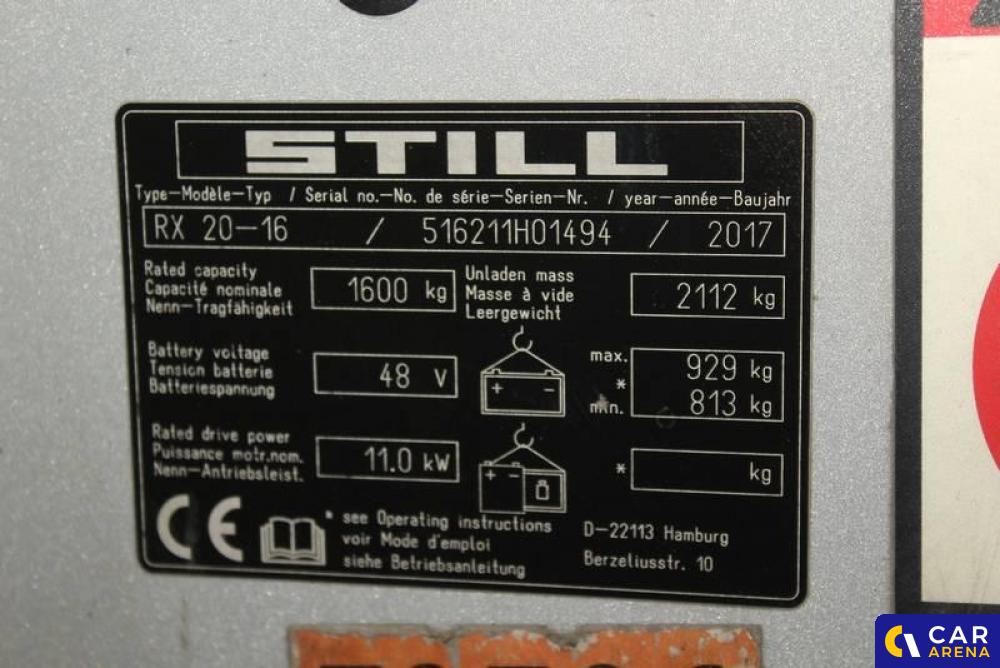 STILL
Type-Modèle-Typ / Serial no.-No. de série-Serien-Nr. / year-année-Baujahr
RX 20-16 / 516211H01494 / 2017
Rated capacity
Capacité nominale
Nenn-Tragfähigkeit
1600 kg
Unladen mass
Masse à vide
Leergewicht
2112 kg
Battery voltage
Tension batterie
Batteriespannung
48 V
+ -
max.
*
min.
929 kg
813 kg
Rated drive power
Puissance motr.nom.
Nenn-Antriebsleist.
11.0 kW
+ -
* kg
CE
* see Operating instructions
voir Mode d'emploi
siehe Betriebsanleitung
D-22113 Hamburg
Berzeliusstr. 10
CAR
ARENA